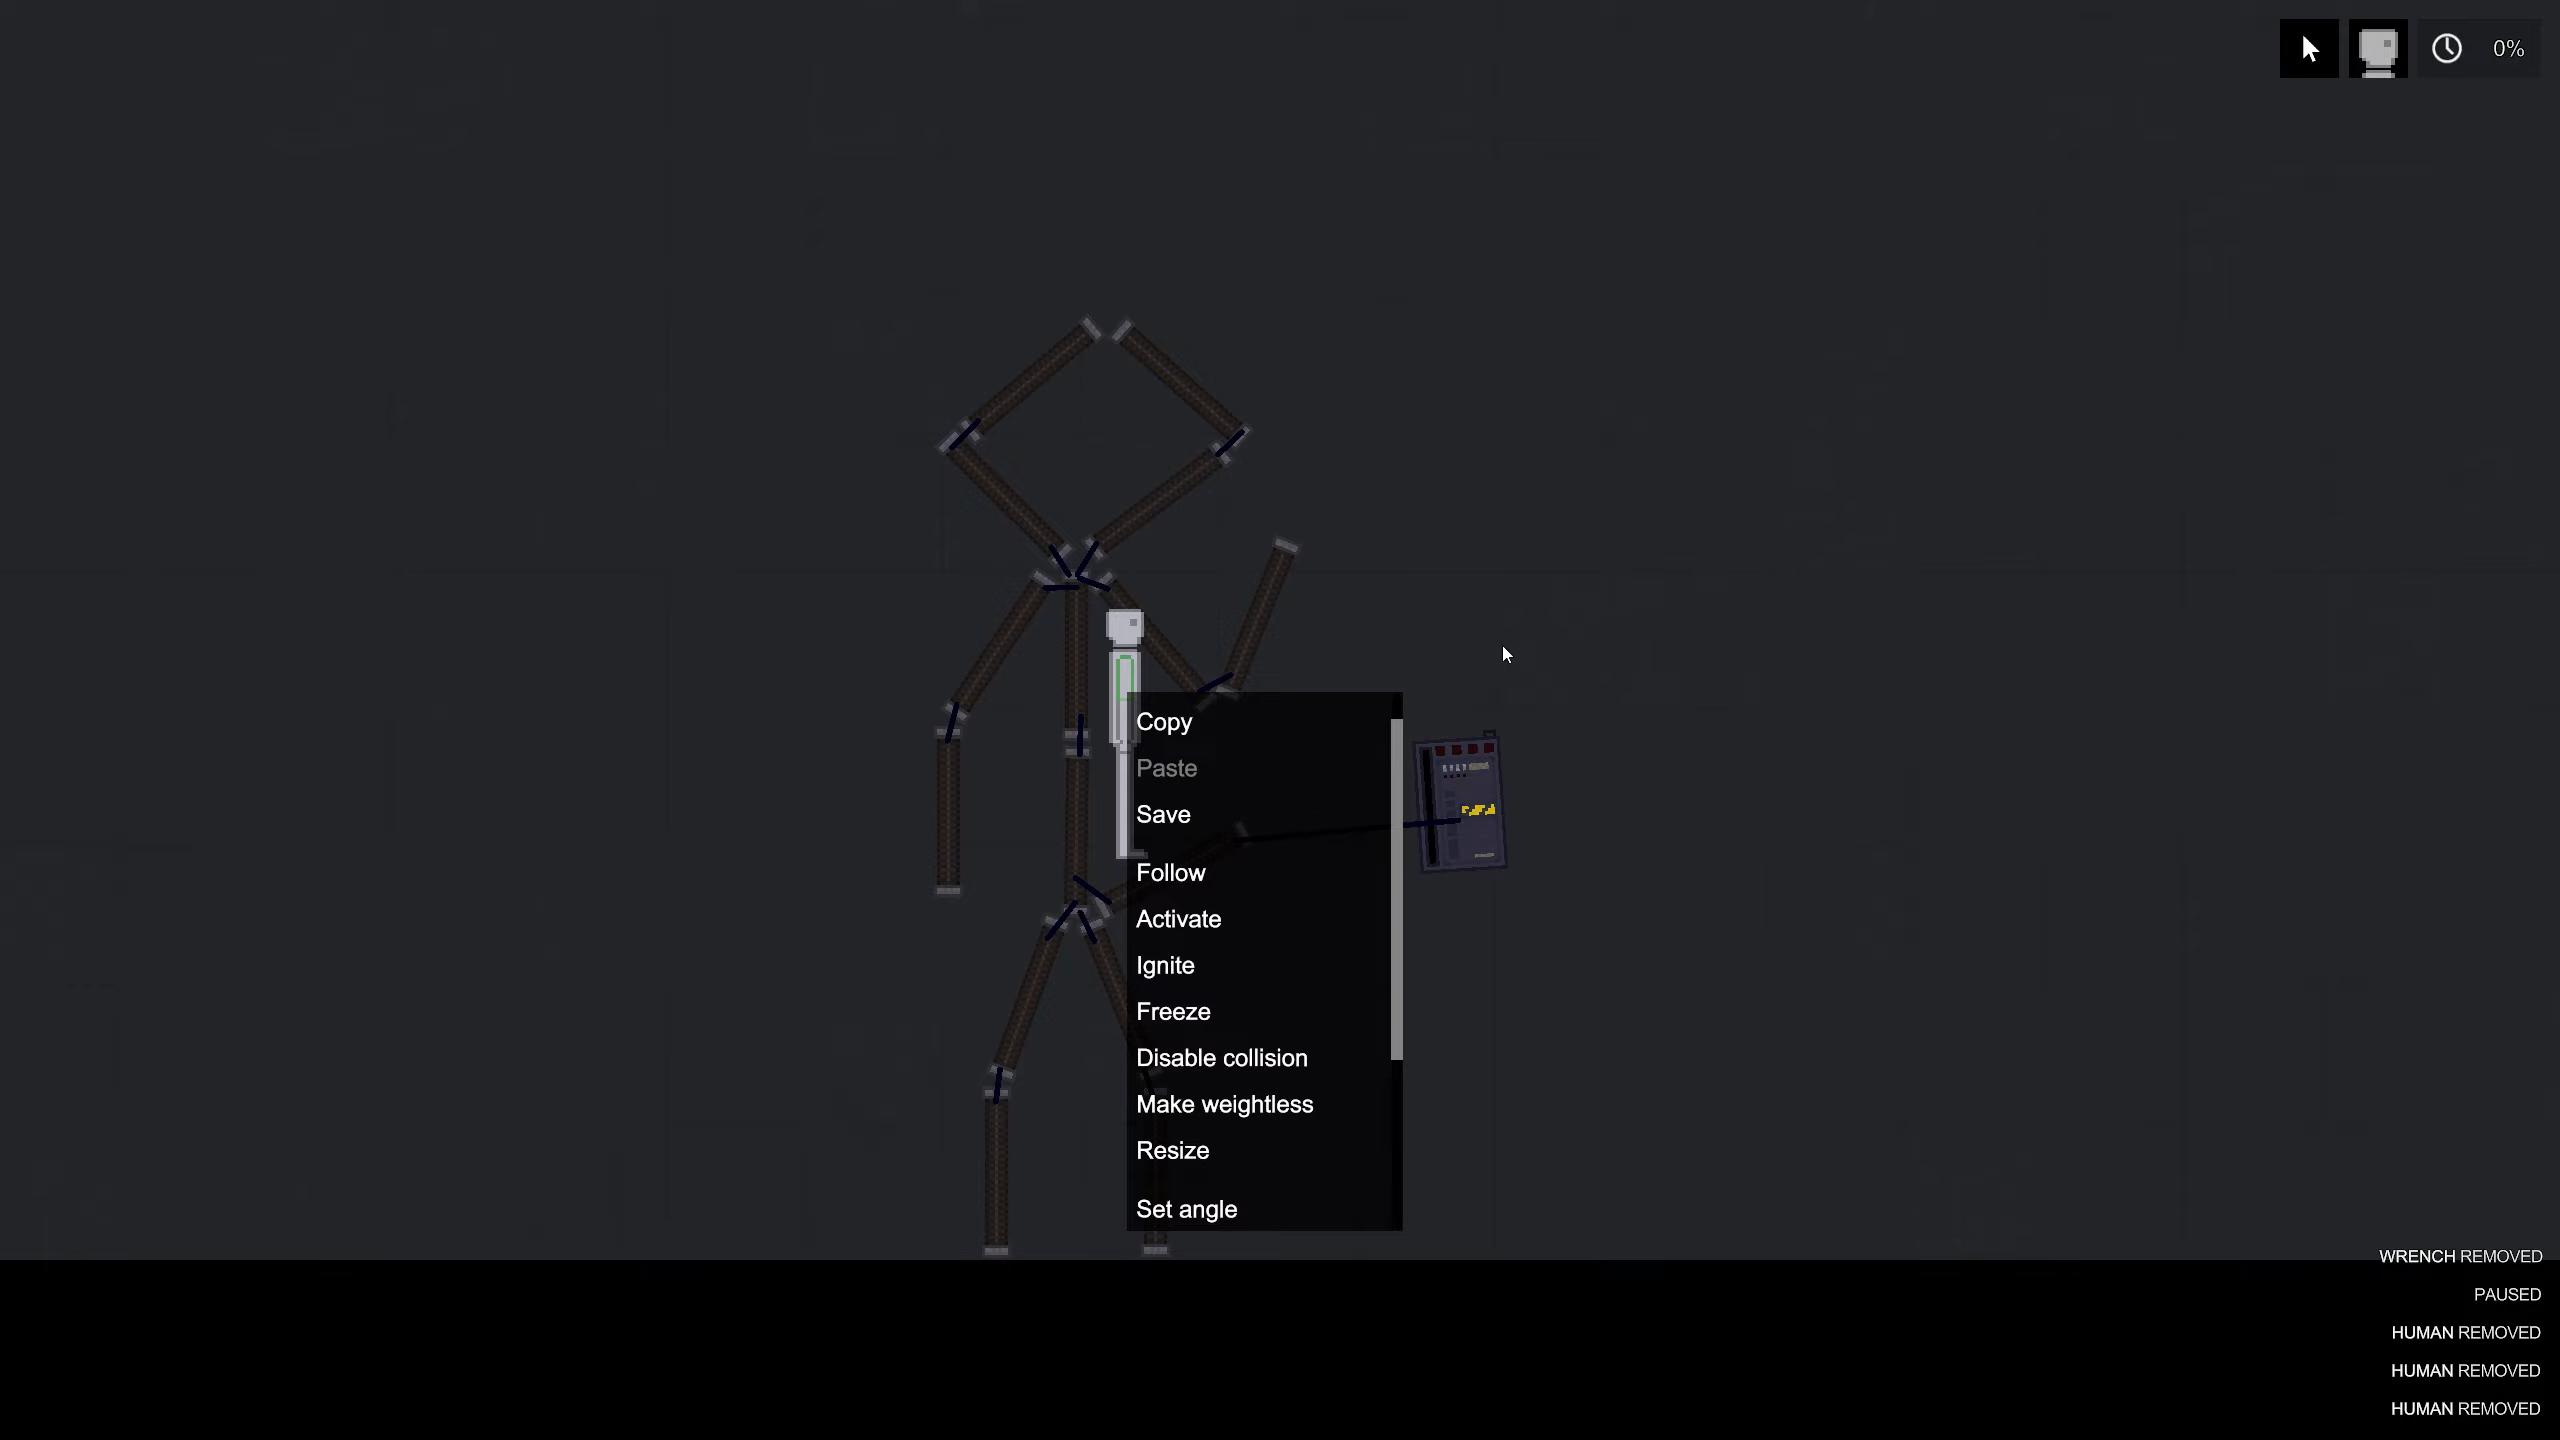 0%
Copy
Paste
Save
Follow
Activate
Ignite
Freeze
Disable collision
Make weightless
Resize
Set angle
WRENCH REMOVED
PAUSED
HUMAN REMOVED
HUMAN REMOVED
HUMAN REMOVED